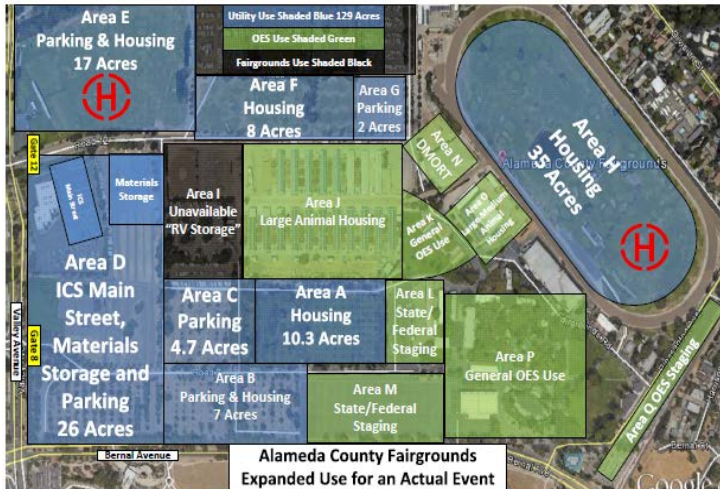 Area E
Parking & Housing
17 Acres
H
Utility Use Shaded Blue 129 Acres
OES Use Shaded Green
Fairgrounds Use Shaded Black
Area F
Housing
8 Acres
Area G
Parking
2 Acres
Area H
Housing
35 Acres
Alameda County Fairgrounds
H
Gate 12
ICS
Main Street
Materials
Storage
Area I
Unavailable
"RV Storage"
Area J
Large Animal Housing
Area N
DMORT
Area K
General
OES Use
Area O
Large/Medium
Animal
Housing
Area D
ICS Main
Street,
Materials
Storage and
Parking
26 Acres
Valley Avenue
Gate 8
Area C
Parking
4.7 Acres
Area A
Housing
10.3 Acres
Area L
State/
Federal
Staging
Area P
General OES Use
Area B
Parking & Housing
7 Acres
Area M
State/Federal
Staging
Area Q OES Staging
Bernal Avenue
Bernal Ave
Alameda County Fairgrounds
Expanded Use for an Actual Event
Google